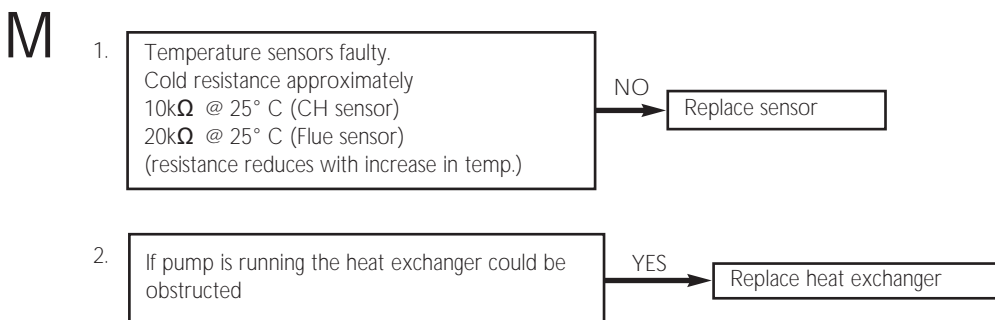 M
1.
Temperature sensors faulty.
Cold resistance approximately
10kΩ @ 25° C (CH sensor)
20kΩ @ 25° C (Flue sensor)
(resistance reduces with increase in temp.)
NO
Replace sensor
2.
If pump is running the heat exchanger could be
obstructed
YES
Replace heat exchanger